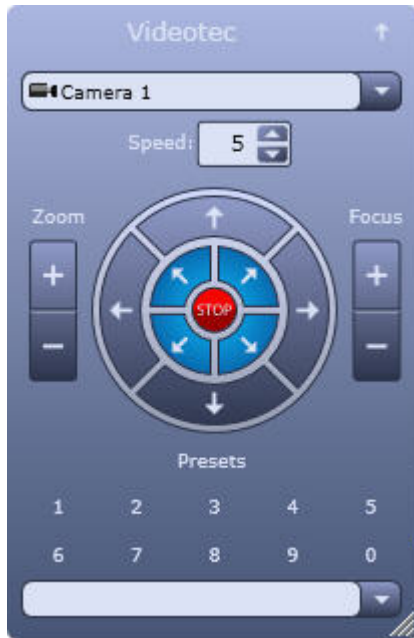 Videotec
Camera 1
Speed: 5
Zoom
Focus
STOP
Presets
1 2 3 4 5
6 7 8 9 0